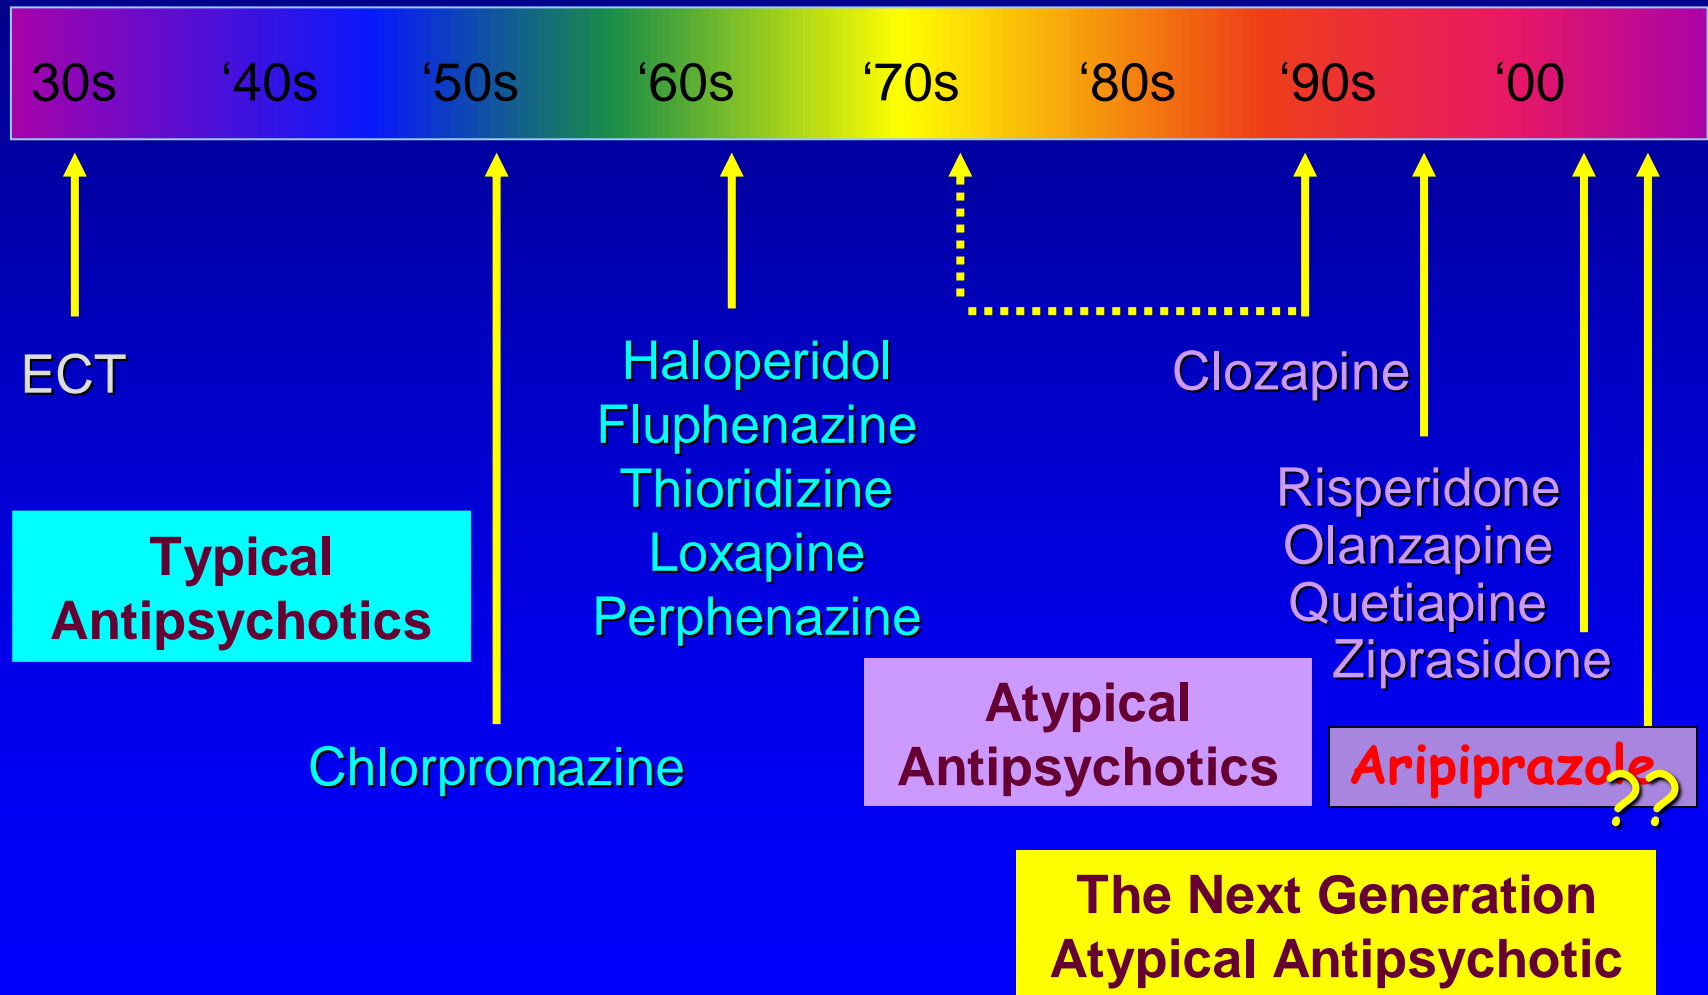 30s ‘40s ‘50s ‘60s ‘70s ‘80s ‘90s ‘00
ECT
Typical
Antipsychotics
Chlorpromazine
Haloperidol
Fluphenazine
Thioridizine
Loxapine
Perphenazine
Clozapine
Risperidone
Olanzapine
Quetiapine
Ziprasidone
Atypical
Antipsychotics
Aripiprazole
??
The Next Generation
Atypical Antipsychotic